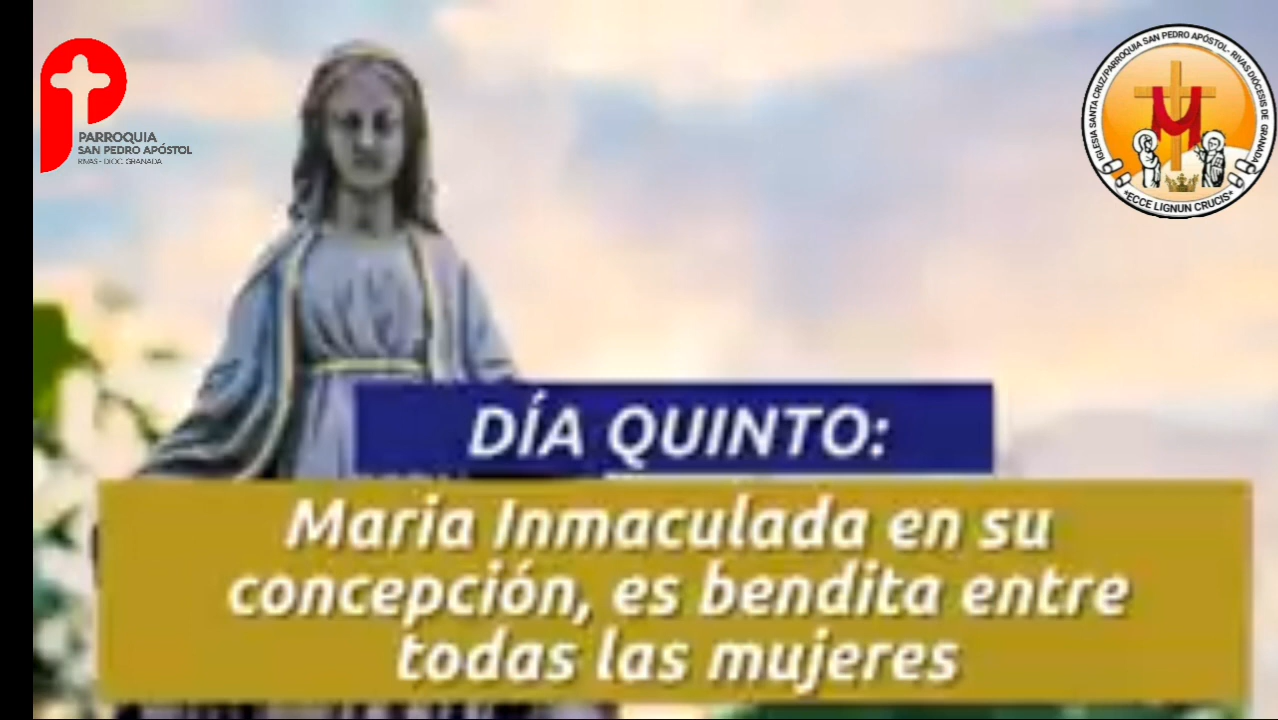 PARROQUIA
SAN PEDRO APÓSTOL
RIVAS - DIOC. GRANADA
IGLESIA SANTA CRUZ/PARROQUIA SAN PEDRO APÓSTOL- RIVAS DIÓCESIS DE GRANADA
*ECCE LIGNUN CRUCIS*
DÍA QUINTO:
Maria Inmaculada en su
concepción, es bendita entre
todas las mujeres